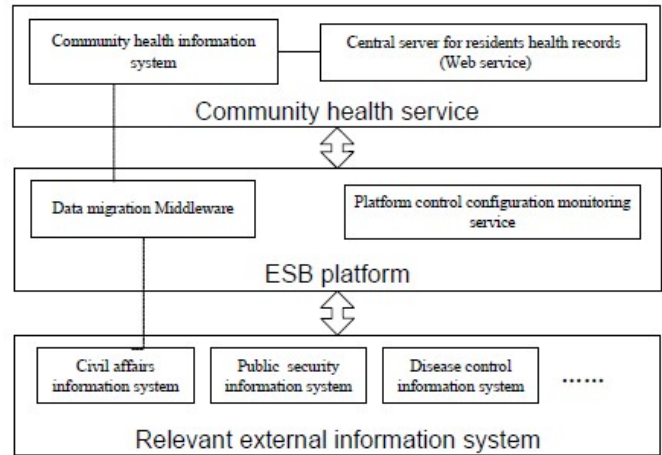 Community health information
system
Central server for residents health records
(Web service)
Community health service
Data migration Middleware
Platform control configuration monitoring
service
ESB platform
Civil affairs
information system
Public security
information system
Disease control
information system
......
Relevant external information system